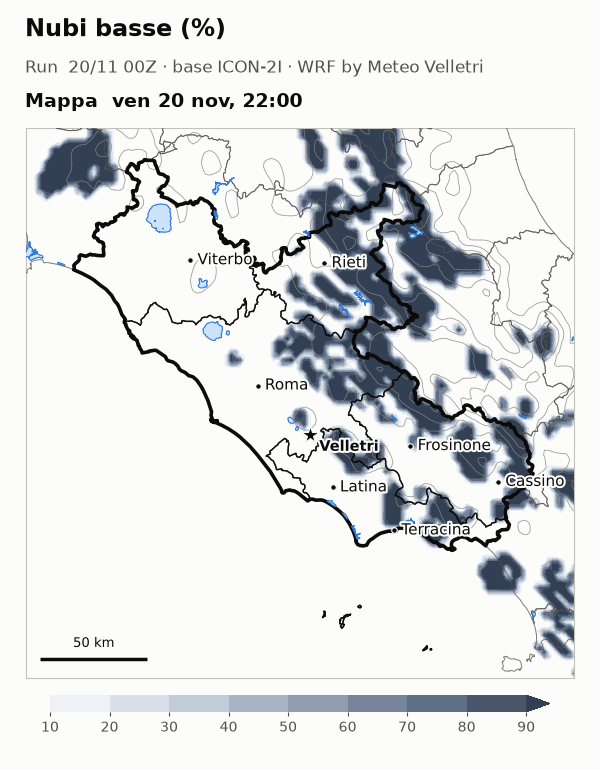 Nubi basse (%)
Run  20/11 00Z · base ICON-2I · WRF by Meteo Velletri
Mappa  ven 20 nov, 22:00
Viterbo
Rieti
Roma
Velletri
Frosinone
Latina
Cassino
Terracina
50 km
10 20 30 40 50 60 70 80 90